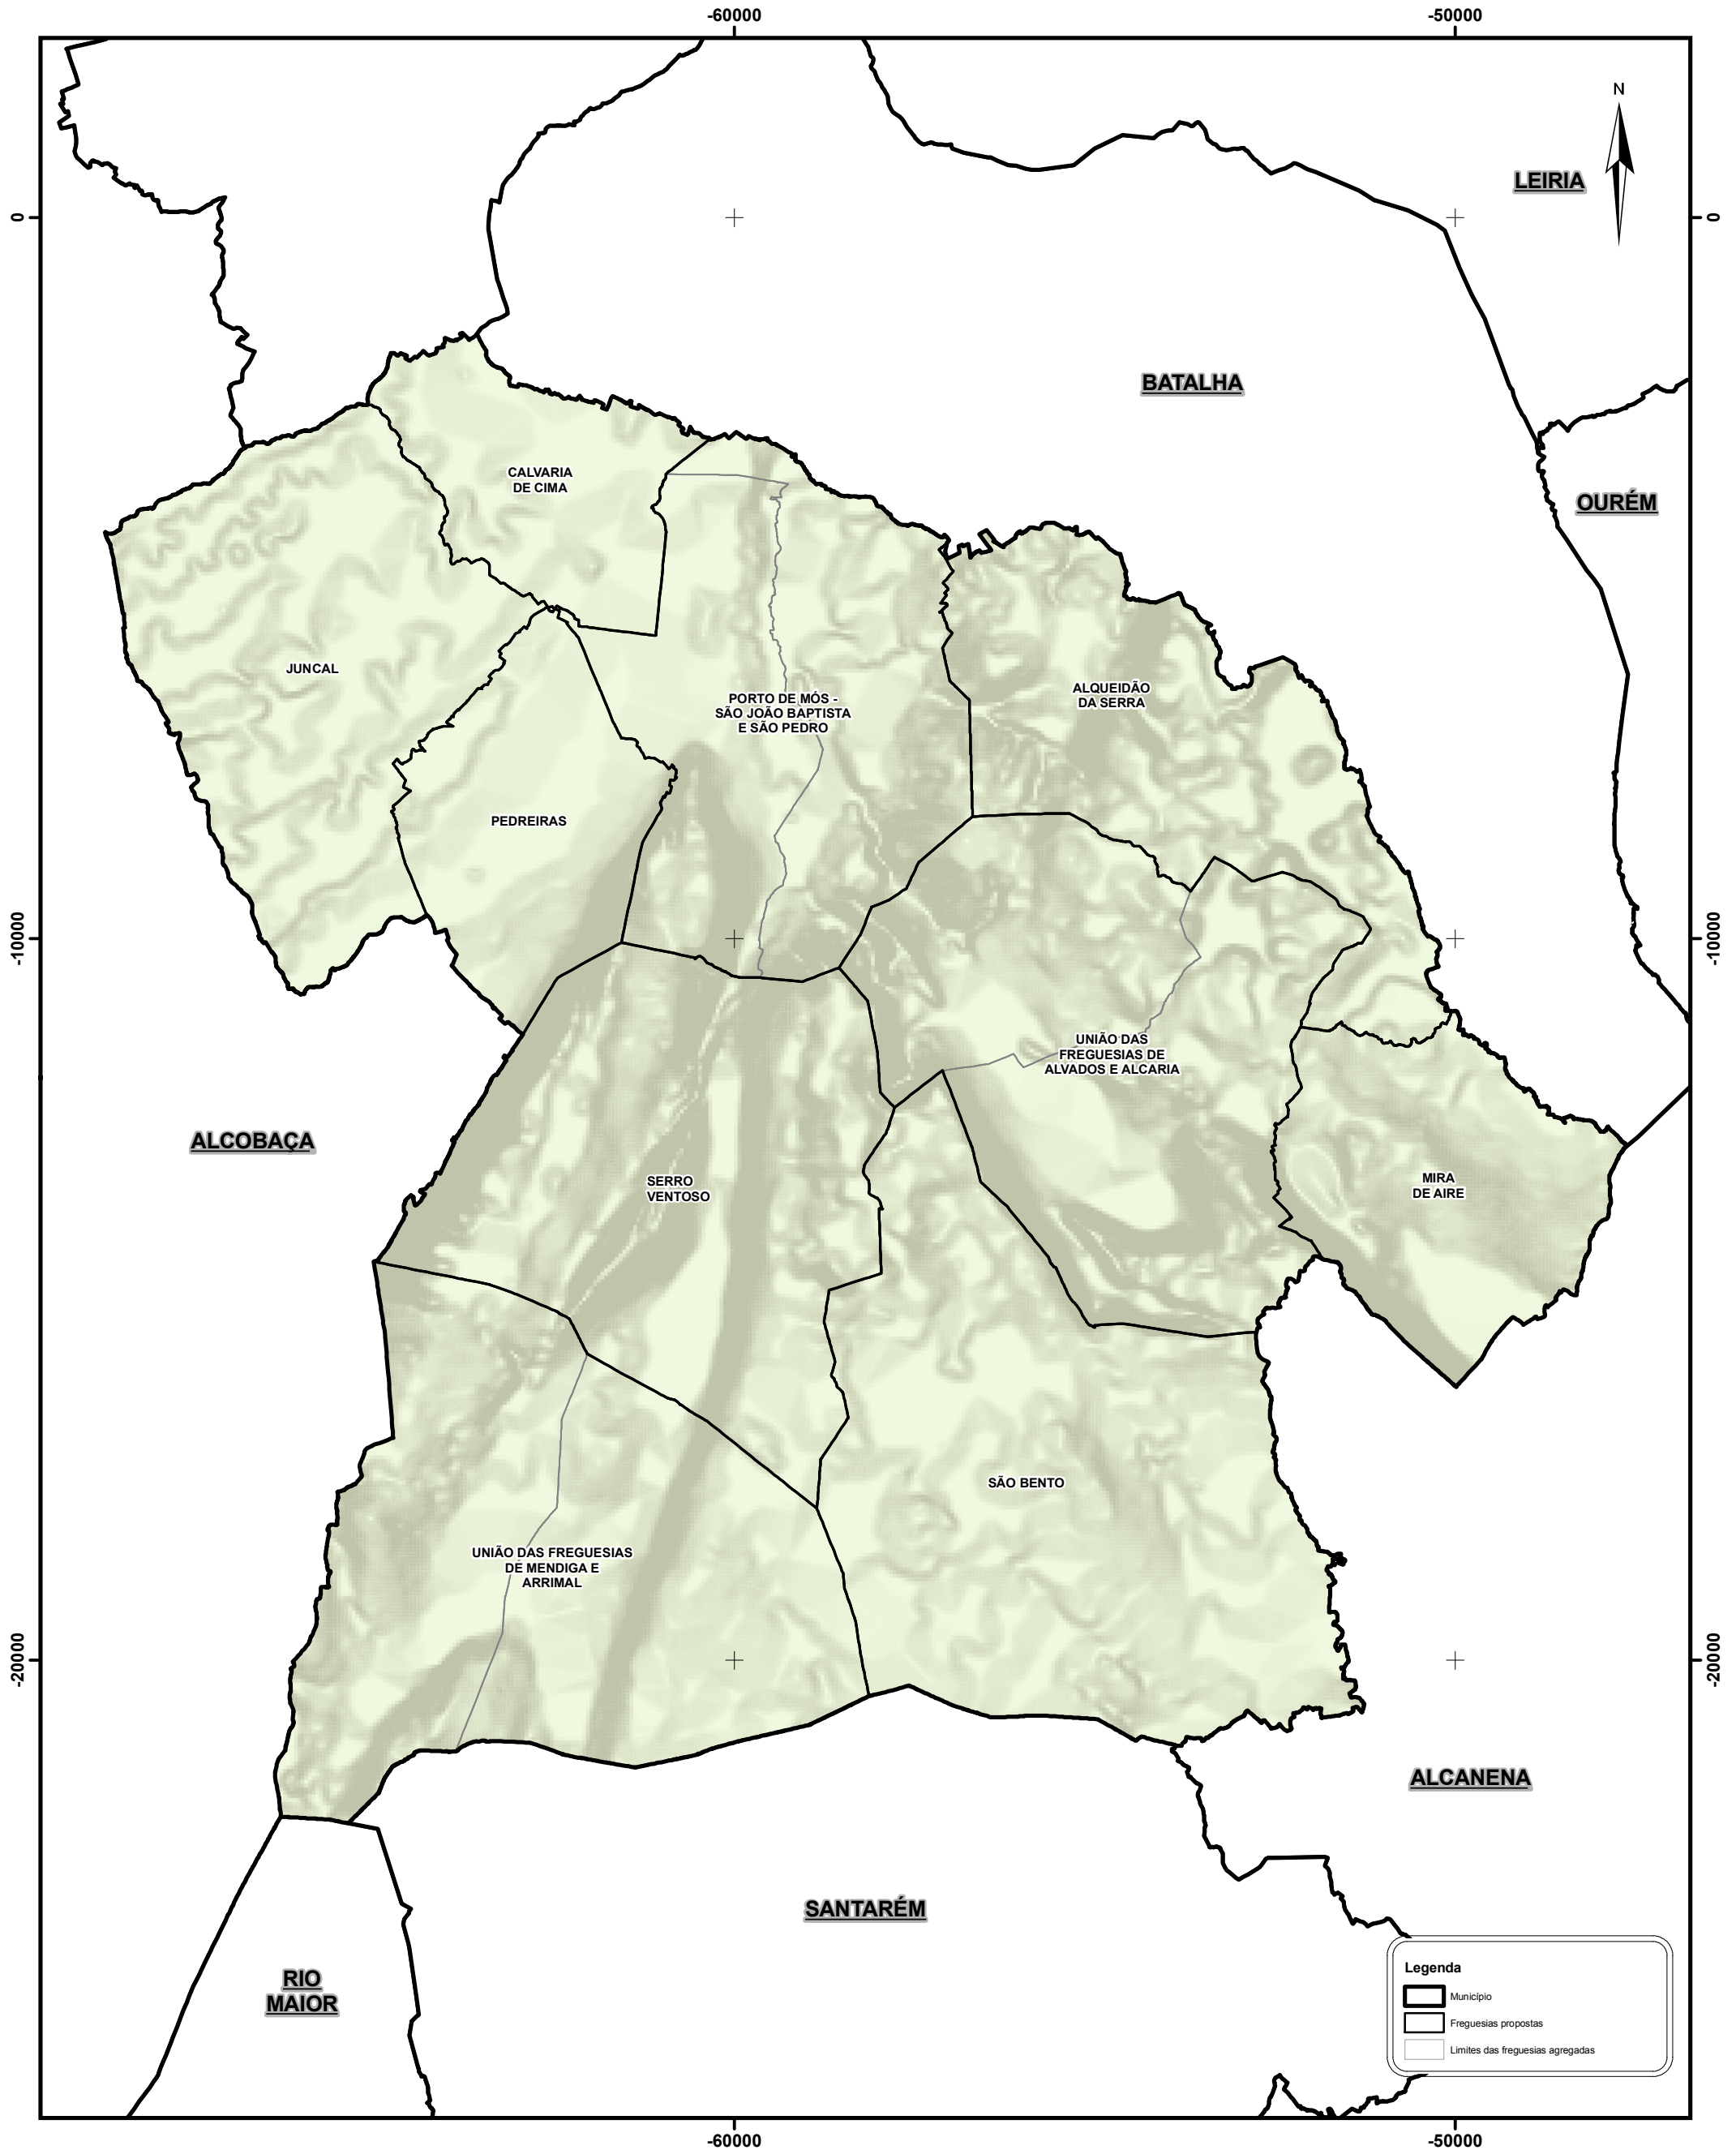 -60000
-50000
N
LEIRIA
0
0
BATALHA
OURÉM
CALVARIA
DE CIMA
JUNCAL
ALQUEIDÃO
DA SERRA
PORTO DE MÓS -
SÃO JOÃO BAPTISTA
E SÃO PEDRO
PEDREIRAS
-10000
-10000
UNIÃO DAS
FREGUESIAS DE
ALVADOS E ALCARIA
ALCOBAÇA
SERRO
VENTOSO
MIRA
DE AIRE
SÃO BENTO
UNIÃO DAS FREGUESIAS
DE MENDIGA E
ARRIMAL
-20000
-20000
ALCANENA
SANTARÉM
RIO
MAIOR
Legenda
Município
Freguesias propostas
Limites das freguesias agregadas
-60000
-50000